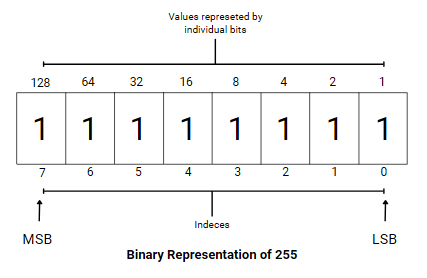 Values represeted by
individual bits
128 64 32 16 8 4 2 1
1 1 1 1 1 1 1 1
7 6 5 4 3 2 1 0
Indeces
MSB LSB
Binary Representation of 255